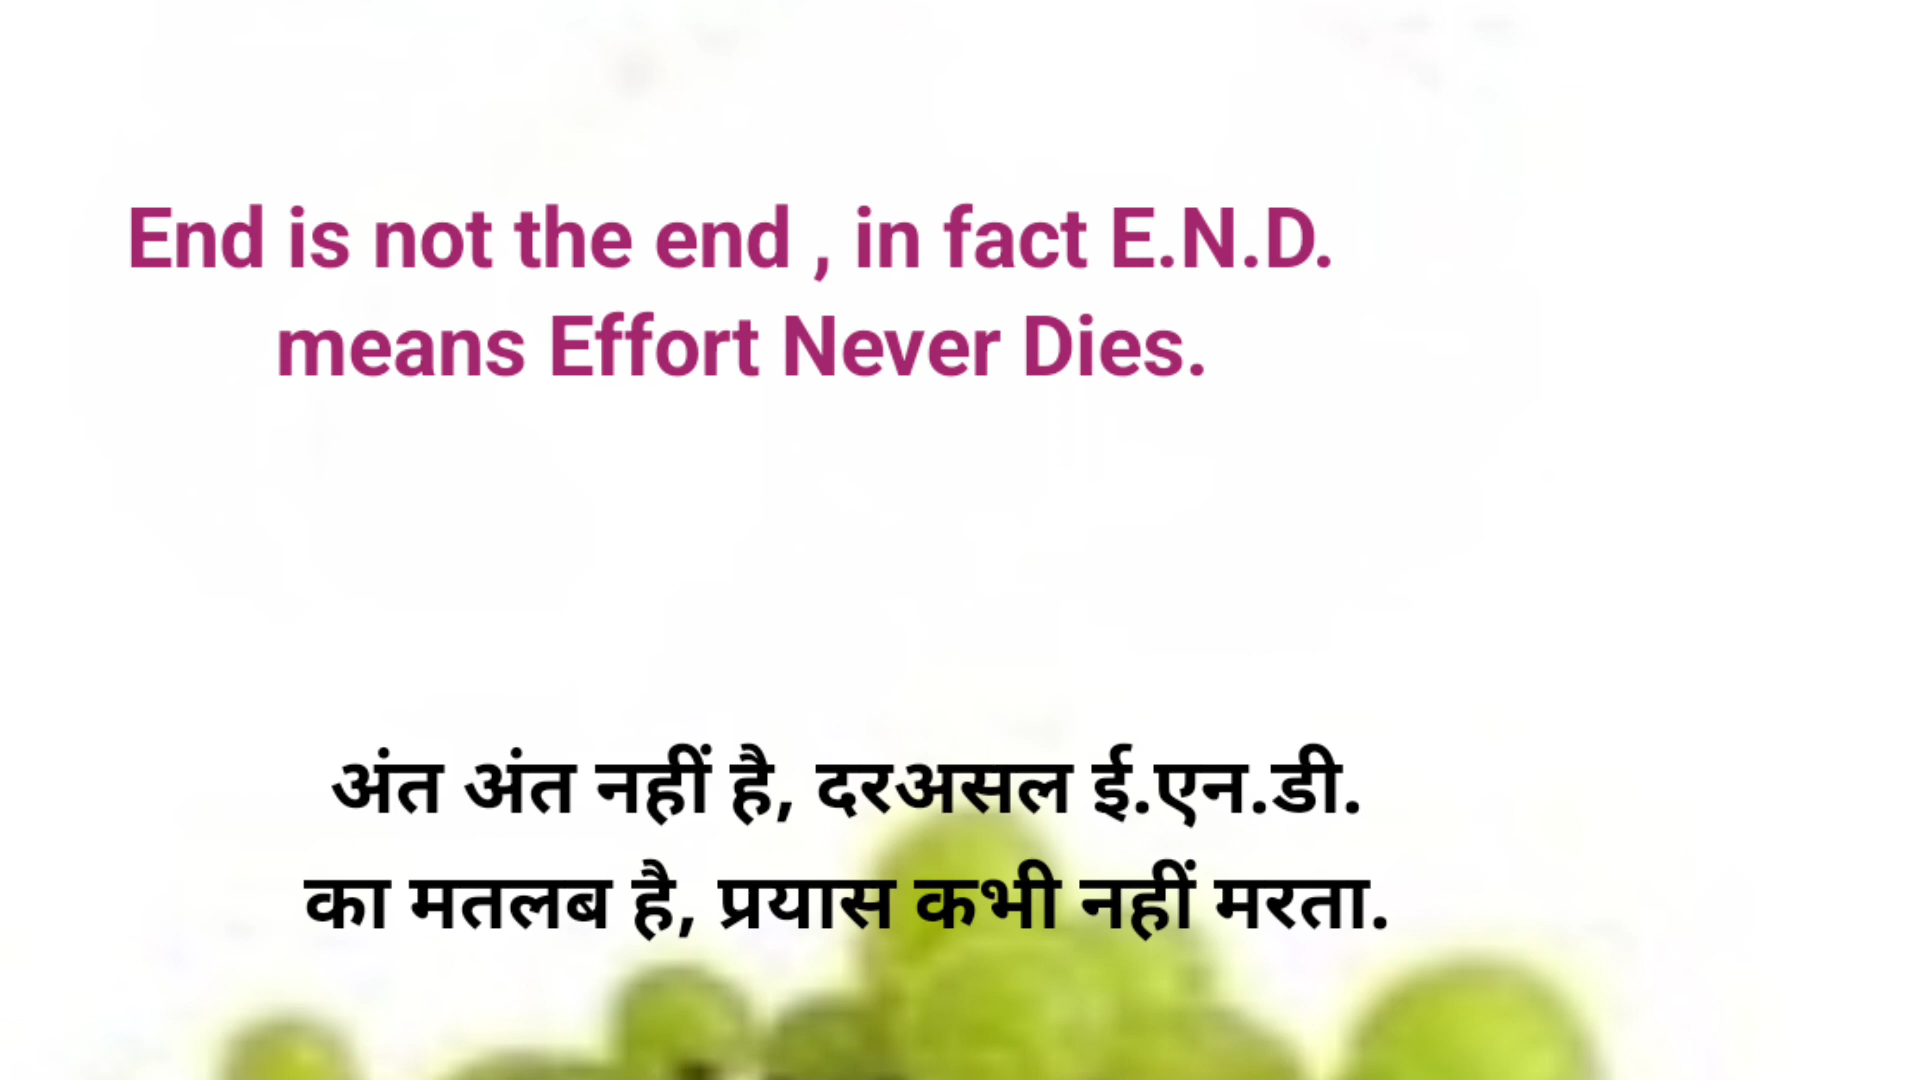 End is not the end , in fact E.N.D.
means Effort Never Dies.
अंत अंत नहीं है, दरअसल ई.एन.डी.
का मतलब है, प्रयास कभी नहीं मरता.